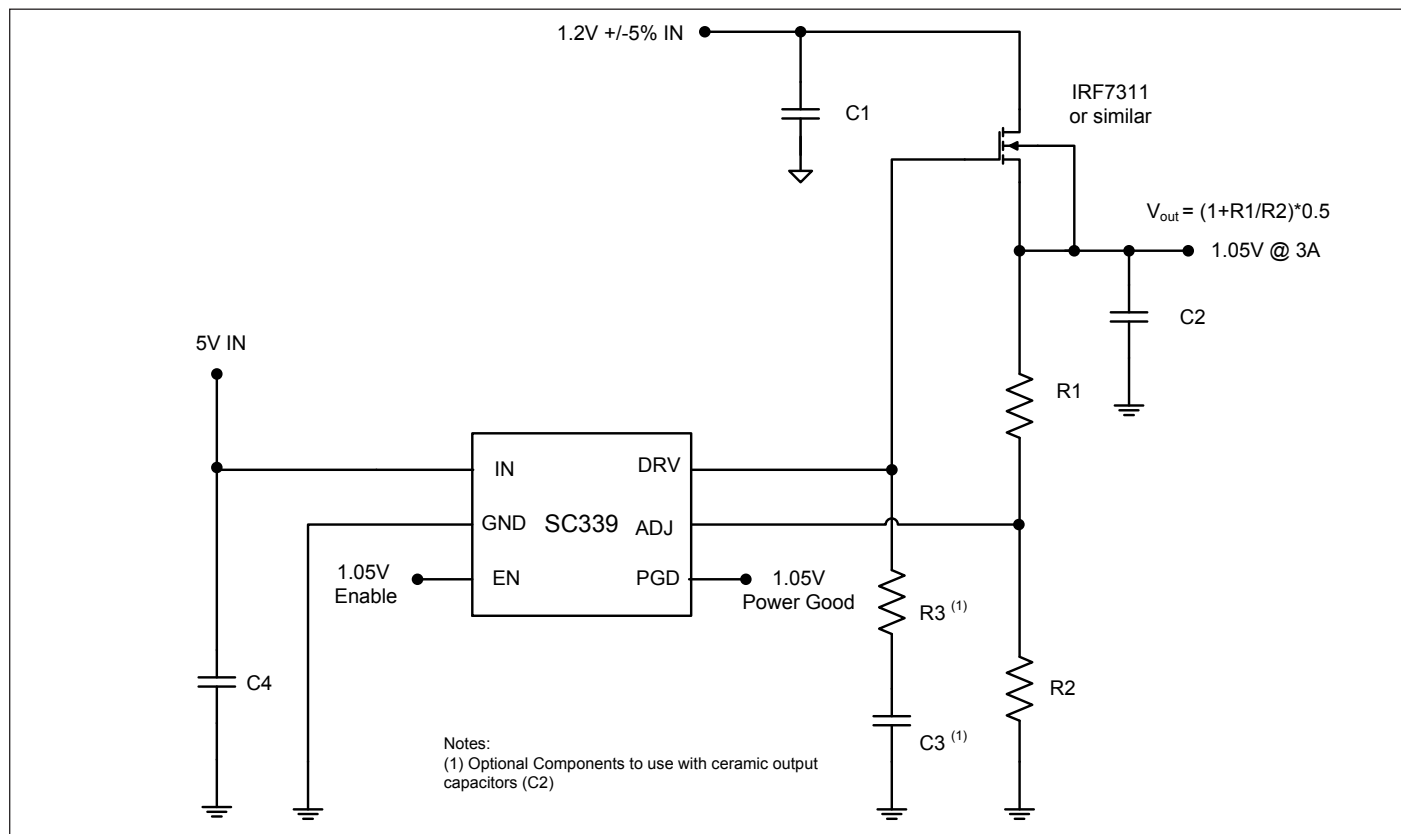 1.2V +/-5% IN
C1
IRF7311
or similar
Vout = (1+R1/R2)*0.5
1.05V @ 3A
C2
5V IN
R1
IN
DRV
GND
SC339
ADJ
1.05V
Enable
EN
PGD
1.05V
Power Good
R3 (1)
C4
R2
C3 (1)
Notes:
(1) Optional Components to use with ceramic output
capacitors (C2)